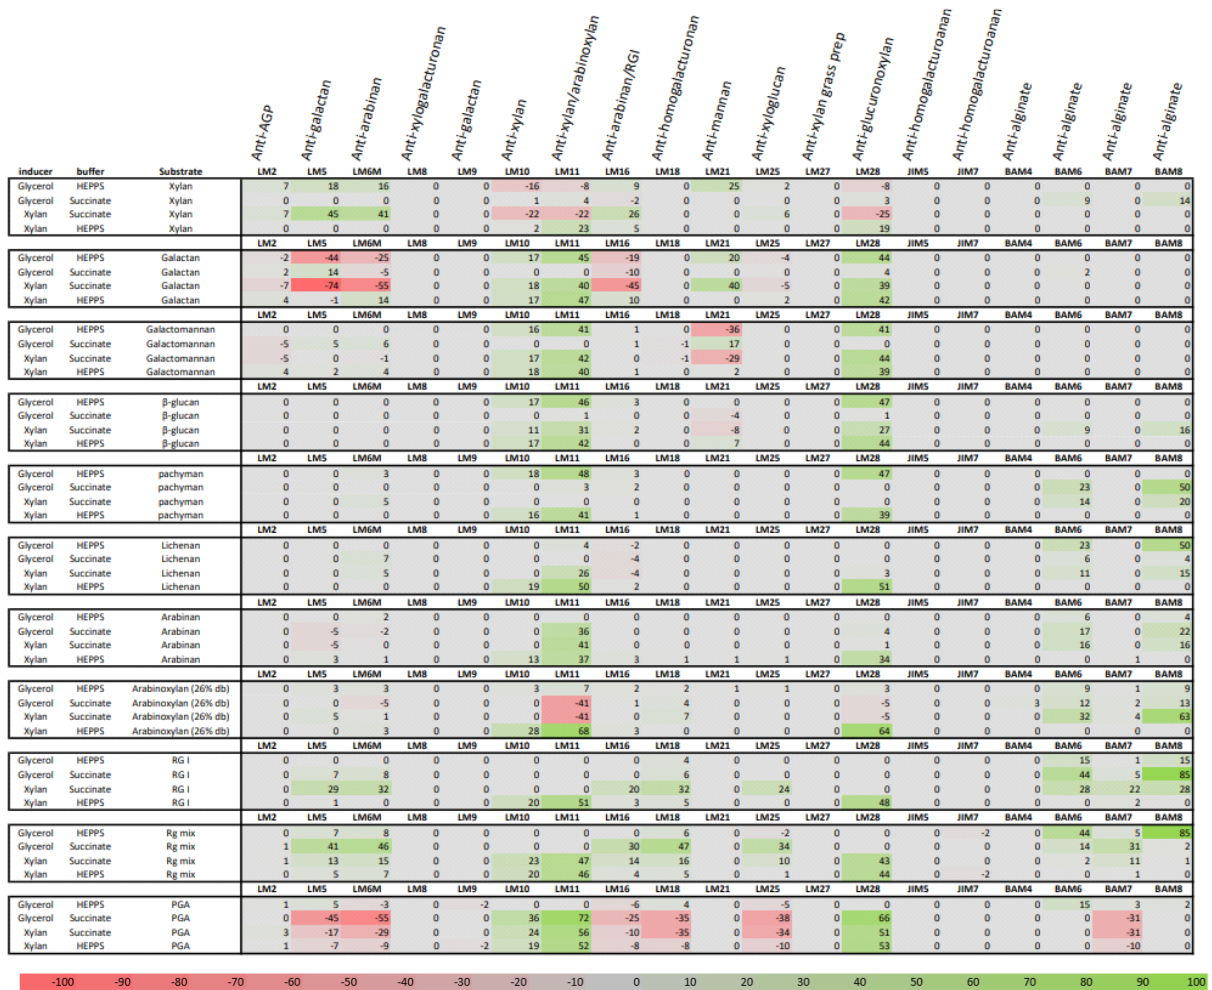 Anti-AGP Anti-galactan Anti-arabinan Anti-xylogalacturonan Anti-galactan Anti-xylan Anti-xylan/arabinoxylan Anti-arabinan/RGI Anti-homogalacturonan Anti-mannan Anti-xyloglucan Anti-xylan grass prep Anti-glucuronoxylan Anti-homogalacturoanan Anti-homogalacturoanan Anti-alginate Anti-alginate Anti-alginate Anti-alginate
inducer buffer Substrate LM2 LM5 LM6M LM8 LM9 LM10 LM11 LM16 LM18 LM21 LM25 LM27 LM28 JIM5 JIM7 BAM4 BAM6 BAM7 BAM8
Glycerol HEPPS Xylan 7 18 16 0 0 -16 -8 9 0 25 2 0 -8 0 0 0 0 0 0
Glycerol Succinate Xylan 0 0 0 0 0 1 4 -2 0 0 0 0 3 0 0 0 9 0 14
Xylan Succinate Xylan 7 45 41 0 0 -22 -22 26 0 0 6 0 -25 0 0 0 0 0 0
Xylan HEPPS Xylan 0 0 0 0 0 2 23 5 0 0 0 0 19 0 0 0 0 0 0
LM2 LM5 LM6M LM8 LM9 LM10 LM11 LM16 LM18 LM21 LM25 LM27 LM28 JIM5 JIM7 BAM4 BAM6 BAM7 BAM8
Glycerol HEPPS Galactan -2 -44 -25 0 0 17 45 -19 0 20 -4 0 44 0 0 0 0 0 0
Glycerol Succinate Galactan 2 14 -5 0 0 0 0 -10 0 0 0 0 4 0 0 0 2 0 0
Xylan Succinate Galactan -7 -74 -55 0 0 18 40 -45 0 40 -5 0 39 0 0 0 0 0 0
Xylan HEPPS Galactan 4 -1 14 0 0 17 47 10 0 0 2 0 42 0 0 0 0 0 0
LM2 LM5 LM6M LM8 LM9 LM10 LM11 LM16 LM18 LM21 LM25 LM27 LM28 JIM5 JIM7 BAM4 BAM6 BAM7 BAM8
Glycerol HEPPS Galactomannan 0 0 0 0 0 16 41 1 0 -36 0 0 41 0 0 0 0 0 0
Glycerol Succinate Galactomannan -5 5 6 0 0 0 0 1 -1 17 0 0 0 0 0 0 0 0 0
Xylan Succinate Galactomannan -5 0 -1 0 0 17 42 0 -1 -29 0 0 44 0 0 0 0 0 0
Xylan HEPPS Galactomannan 4 2 4 0 0 18 40 1 0 2 0 0 39 0 0 0 0 0 0
LM2 LM5 LM6M LM8 LM9 LM10 LM11 LM16 LM18 LM21 LM25 LM27 LM28 JIM5 JIM7 BAM4 BAM6 BAM7 BAM8
Glycerol HEPPS β-glucan 0 0 0 0 0 17 46 3 0 0 0 0 47 0 0 0 0 0 0
Glycerol Succinate β-glucan 0 0 0 0 0 0 1 0 0 -4 0 0 1 0 0 0 0 0 0
Xylan Succinate β-glucan 0 0 0 0 0 11 31 2 0 -8 0 0 27 0 0 0 9 0 16
Xylan HEPPS β-glucan 0 0 0 0 0 17 42 0 0 7 0 0 44 0 0 0 0 0 0
LM2 LM5 LM6M LM8 LM9 LM10 LM11 LM16 LM18 LM21 LM25 LM27 LM28 JIM5 JIM7 BAM4 BAM6 BAM7 BAM8
Glycerol HEPPS pachyman 0 0 3 0 0 18 48 3 0 0 0 0 47 0 0 0 0 0 0
Glycerol Succinate pachyman 0 0 0 0 0 0 3 2 0 0 0 0 0 0 0 0 23 0 50
Xylan Succinate pachyman 0 0 5 0 0 0 0 0 0 0 0 0 0 0 0 0 14 0 20
Xylan HEPPS pachyman 0 0 0 0 0 16 41 1 0 0 0 0 39 0 0 0 0 0 0
LM2 LM5 LM6M LM8 LM9 LM10 LM11 LM16 LM18 LM21 LM25 LM27 LM28 JIM5 JIM7 BAM4 BAM6 BAM7 BAM8
Glycerol HEPPS Lichenan 0 0 0 0 0 0 4 -2 0 0 0 0 0 0 0 0 23 0 50
Glycerol Succinate Lichenan 0 0 7 0 0 0 0 -4 0 0 0 0 0 0 0 0 6 0 4
Xylan Succinate Lichenan 0 0 5 0 0 0 26 -4 0 0 0 0 3 0 0 0 11 0 15
Xylan HEPPS Lichenan 0 0 0 0 0 19 50 2 0 0 0 0 51 0 0 0 0 0 0
LM2 LM5 LM6M LM8 LM9 LM10 LM11 LM16 LM18 LM21 LM25 LM27 LM28 JIM5 JIM7 BAM4 BAM6 BAM7 BAM8
Glycerol HEPPS Arabinan 0 0 2 0 0 0 0 0 0 0 0 0 0 0 0 0 6 0 4
Glycerol Succinate Arabinan 0 -5 -2 0 0 0 36 0 0 0 0 0 4 0 0 0 17 0 22
Xylan Succinate Arabinan 0 -5 0 0 0 0 41 0 0 0 0 0 1 0 0 0 16 0 16
Xylan HEPPS Arabinan 0 3 1 0 0 13 37 3 1 1 1 0 34 0 0 0 0 1 0
LM2 LM5 LM6M LM8 LM9 LM10 LM11 LM16 LM18 LM21 LM25 LM27 LM28 JIM5 JIM7 BAM4 BAM6 BAM7 BAM8
Glycerol HEPPS Arabinoxylan (26% db) 0 3 3 0 0 3 7 2 2 1 1 0 3 0 0 0 9 1 9
Glycerol Succinate Arabinoxylan (26% db) 0 0 -5 0 0 0 -41 1 4 0 0 0 -5 0 0 3 12 2 13
Xylan Succinate Arabinoxylan (26% db) 0 5 1 0 0 0 -41 0 7 0 0 0 -5 0 0 0 32 4 63
Xylan HEPPS Arabinoxylan (26% db) 0 0 3 0 0 28 68 3 0 0 0 0 64 0 0 0 0 0 0
LM2 LM5 LM6M LM8 LM9 LM10 LM11 LM16 LM18 LM21 LM25 LM27 LM28 JIM5 JIM7 BAM4 BAM6 BAM7 BAM8
Glycerol HEPPS RG I 0 0 0 0 0 0 0 0 4 0 0 0 0 0 0 0 15 1 15
Glycerol Succinate RG I 0 7 8 0 0 0 0 0 6 0 0 0 0 0 0 0 44 5 85
Xylan Succinate RG I 0 29 32 0 0 0 0 20 32 0 24 0 0 0 0 0 28 22 28
Xylan HEPPS RG I 0 1 0 0 0 20 51 3 5 0 0 0 48 0 0 0 0 2 0
LM2 LM5 LM6M LM8 LM9 LM10 LM11 LM16 LM18 LM21 LM25 LM27 LM28 JIM5 JIM7 BAM4 BAM6 BAM7 BAM8
Glycerol HEPPS Rg mix 0 7 8 0 0 0 0 0 6 0 -2 0 0 0 -2 0 44 5 85
Glycerol Succinate Rg mix 1 41 46 0 0 0 0 30 47 0 34 0 0 0 0 0 14 31 2
Xylan Succinate Rg mix 1 13 15 0 0 23 47 14 16 0 10 0 43 0 0 0 2 11 1
Xylan HEPPS Rg mix 0 5 7 0 0 20 46 4 5 0 1 0 44 0 -2 0 0 1 0
LM2 LM5 LM6M LM8 LM9 LM10 LM11 LM16 LM18 LM21 LM25 LM27 LM28 JIM5 JIM7 BAM4 BAM6 BAM7 BAM8
Glycerol HEPPS PGA 1 5 -3 0 -2 0 0 -6 4 0 -5 0 0 0 0 0 15 3 2
Glycerol Succinate PGA 0 -45 -55 0 0 36 72 -25 -35 0 -38 0 66 0 0 0 0 -31 0
Xylan Succinate PGA 3 -17 -29 0 0 24 56 -10 -35 0 -34 0 51 0 0 0 0 -31 0
Xylan HEPPS PGA 1 -7 -9 0 -2 19 52 -8 -8 0 -10 0 53 0 0 0 0 -10 0
-100 -90 -80 -70 -60 -50 -40 -30 -20 -10 0 10 20 30 40 50 60 70 80 90 100